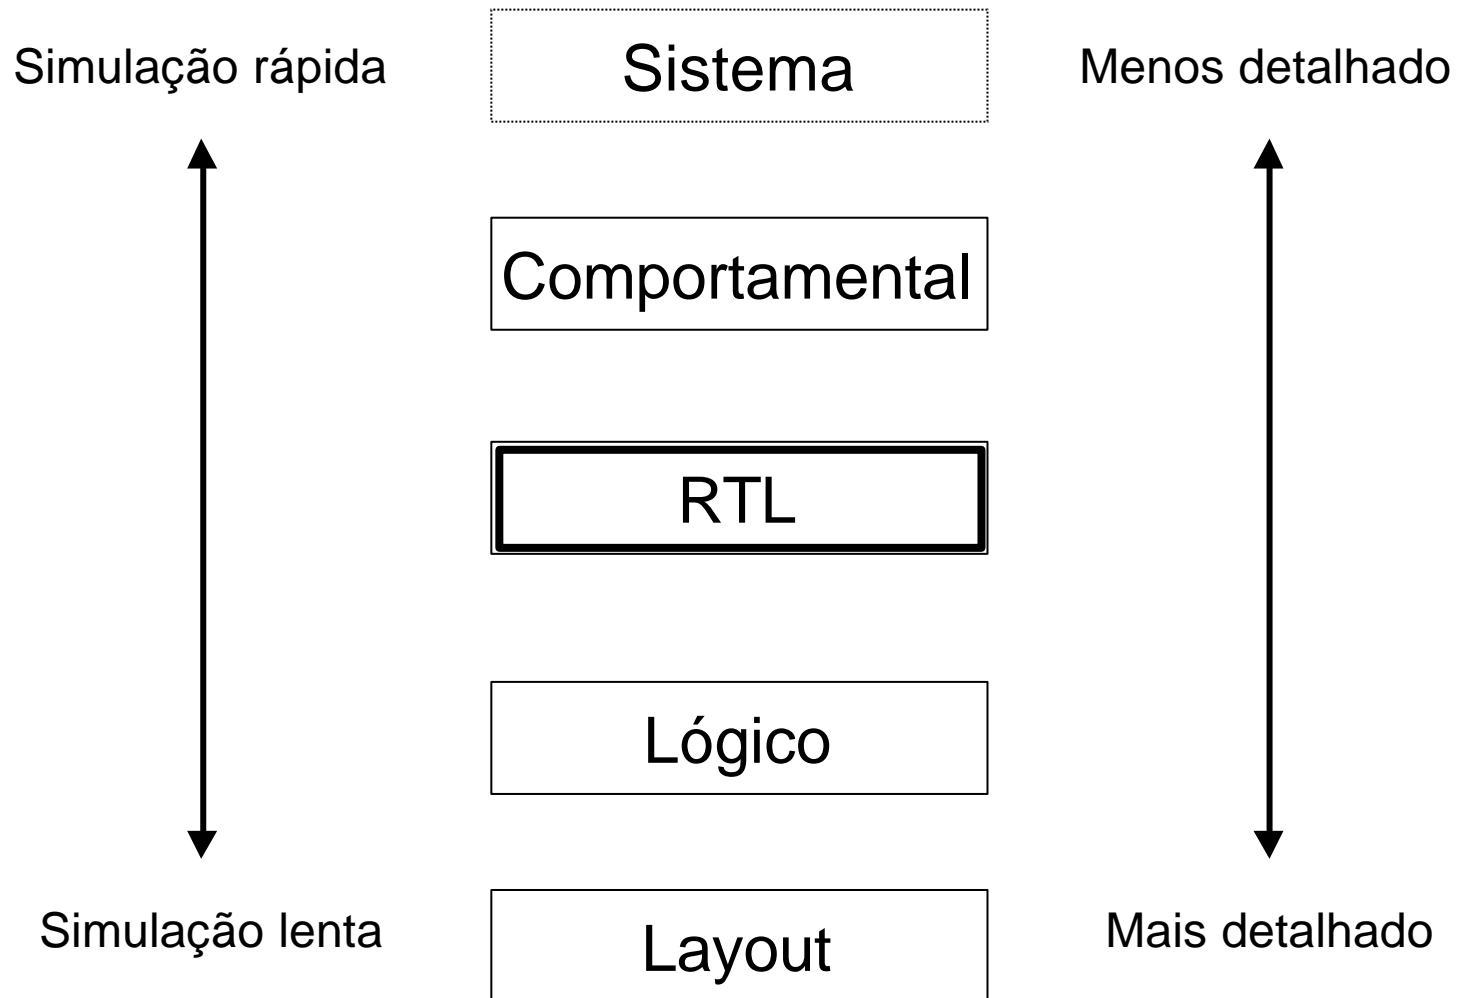 Simulação rápida
Sistema
Menos detalhado
Comportamental
RTL
Lógico
Simulação lenta
Layout
Mais detalhado